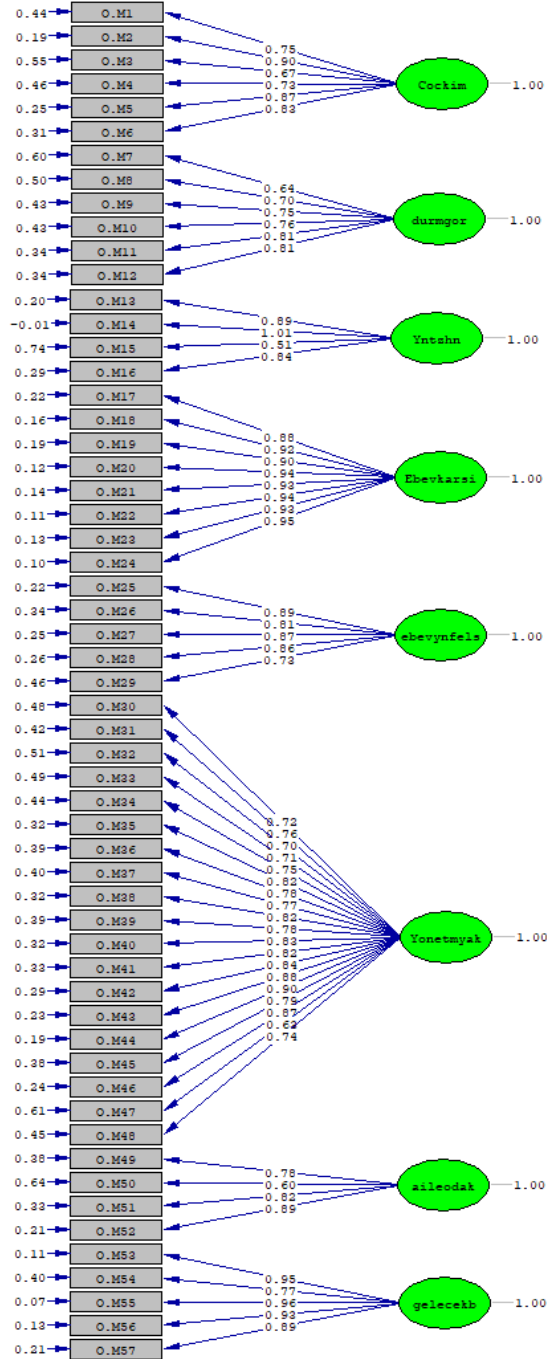 0.44 O.M1
0.19 O.M2
0.55 O.M3
0.46 O.M4
0.25 O.M5
0.31 O.M6
0.60 O.M7
0.50 O.M8
0.43 O.M9
0.43 O.M10
0.34 O.M11
0.34 O.M12
0.20 O.M13
-0.01 O.M14
0.74 O.M15
0.29 O.M16
0.22 O.M17
0.16 O.M18
0.19 O.M19
0.12 O.M20
0.14 O.M21
0.11 O.M22
0.13 O.M23
0.10 O.M24
0.22 O.M25
0.34 O.M26
0.25 O.M27
0.26 O.M28
0.46 O.M29
0.48 O.M30
0.42 O.M31
0.51 O.M32
0.49 O.M33
0.44 O.M34
0.32 O.M35
0.39 O.M36
0.40 O.M37
0.32 O.M38
0.39 O.M39
0.32 O.M40
0.33 O.M41
0.29 O.M42
0.23 O.M43
0.19 O.M44
0.38 O.M45
0.24 O.M46
0.61 O.M47
0.45 O.M48
0.38 O.M49
0.64 O.M50
0.33 O.M51
0.21 O.M52
0.11 O.M53
0.40 O.M54
0.07 O.M55
0.13 O.M56
0.21 O.M57
0.75
0.90
0.67
0.73
0.87
0.83
0.64
0.70
0.75
0.76
0.81
0.81
0.89
1.01
0.51
0.84
0.88
0.92
0.90
0.94
0.93
0.94
0.93
0.95
0.89
0.81
0.87
0.86
0.73
0.72
0.76
0.70
0.71
0.75
0.82
0.78
0.77
0.82
0.78
0.83
0.82
0.84
0.88
0.90
0.79
0.87
0.62
0.74
0.78
0.60
0.82
0.89
0.95
0.77
0.96
0.93
0.89
Cockim 1.00
durmgor 1.00
Yntshn 1.00
Ebevkarsi 1.00
ebevynfels 1.00
Yonetmyak 1.00
aileodak 1.00
gelecekb 1.00